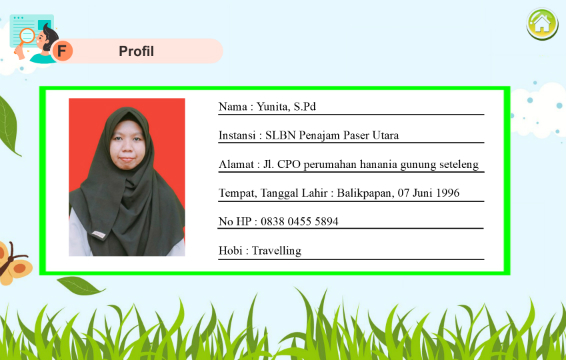 F
Profil
Nama : Yunita, S.Pd
Instansi : SLBN Penajam Paser Utara
Alamat : Jl. CPO perumahan hanania gunung seteleng
Tempat, Tanggal Lahir : Balikpapan, 07 Juni 1996
No HP : 0838 0455 5894
Hobi : Travelling